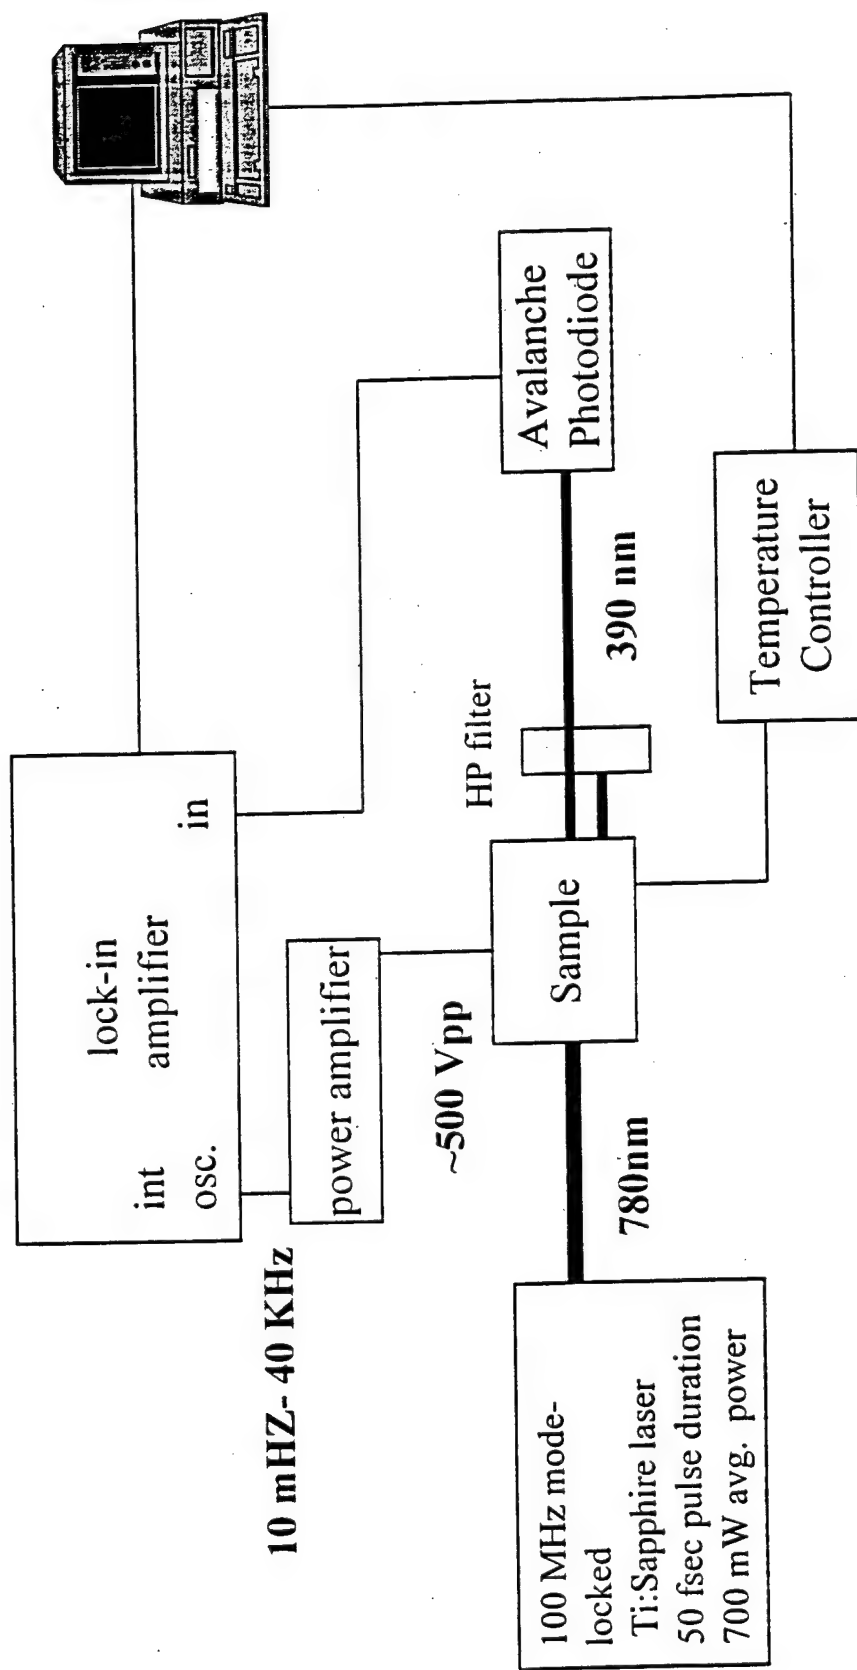 lock-in
amplifier
int
osc.
in
10 mHZ- 40 KHz
power amplifier
~500 Vpp
HP filter
Avalanche
Photodiode
Sample
780nm
390 nm
100 MHz mode-
locked
Ti:Sapphire laser
50 fsec pulse duration
700 mW avg. power
Temperature
Controller